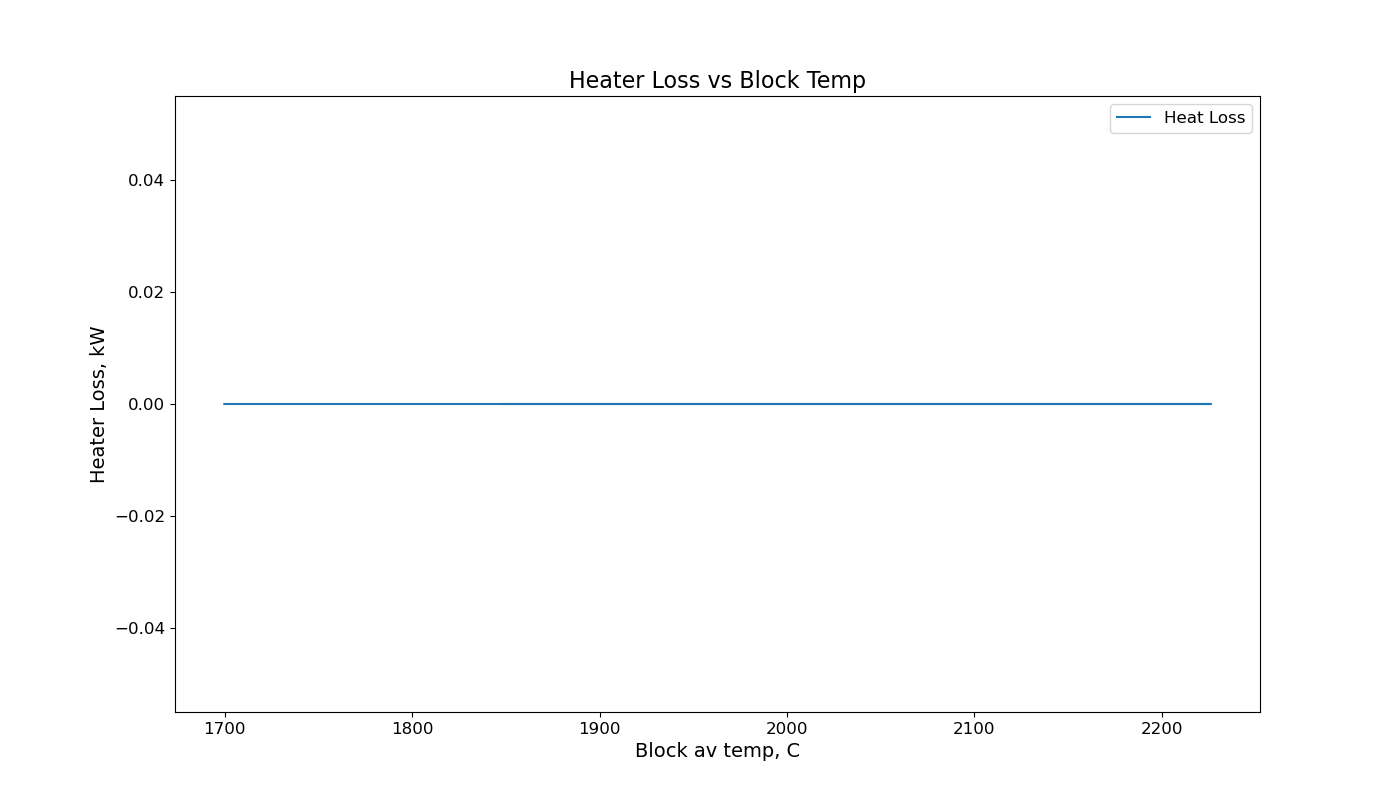 Heater Loss vs Block Temp
Heat Loss
0.04
0.02
0.00
−0.02
−0.04
Heater Loss, kW
1700 1800 1900 2000 2100 2200
Block av temp, C